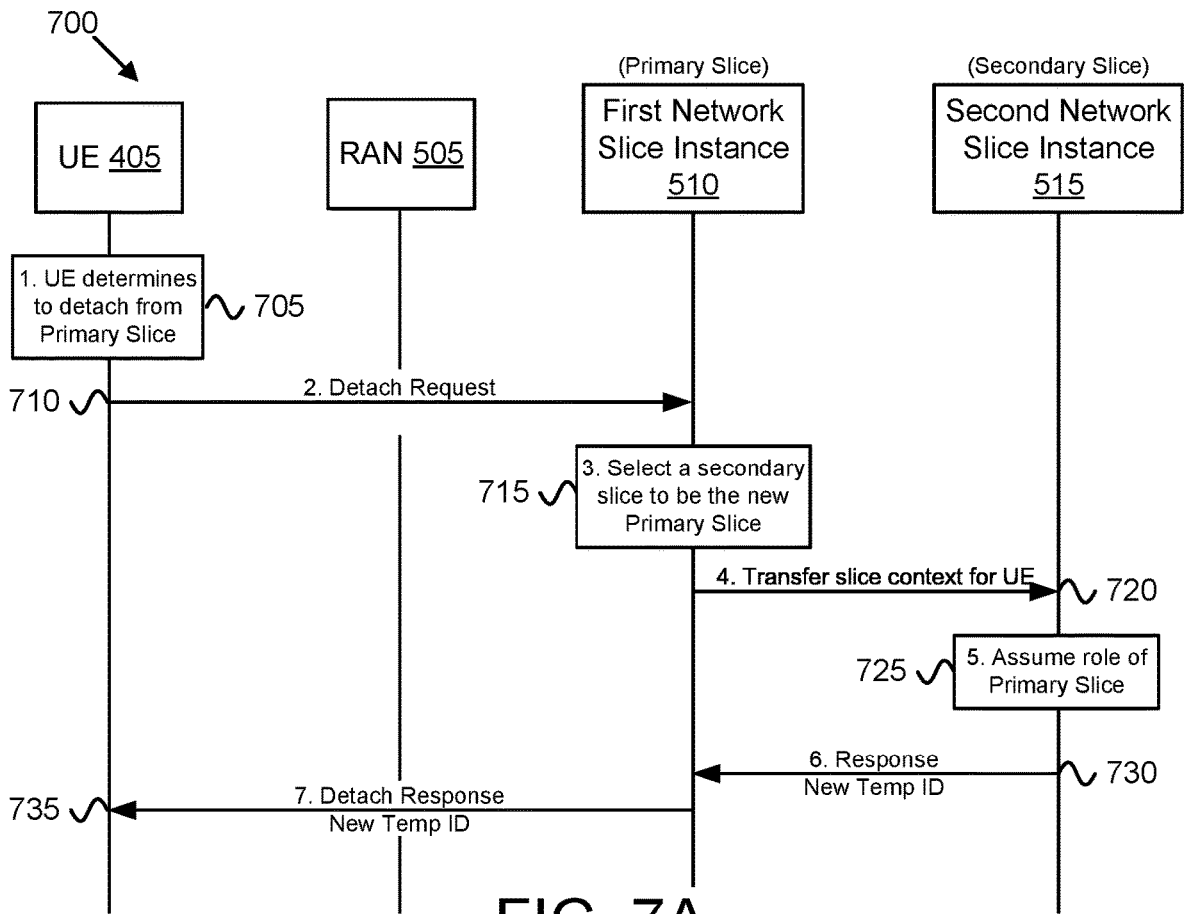 700
(Primary Slice)
(Secondary Slice)
UE 405
RAN 505
First Network
Slice Instance
510
Second Network
Slice Instance
515
1. UE determines
to detach from
Primary Slice
705
710
2. Detach Request
715
3. Select a secondary
slice to be the new
Primary Slice
4. Transfer slice context for UE
720
725
5. Assume role of
Primary Slice
6. Response
New Temp ID
730
735
7. Detach Response
New Temp ID
FIG. 7A